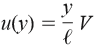 u(y) = y/ℓ V